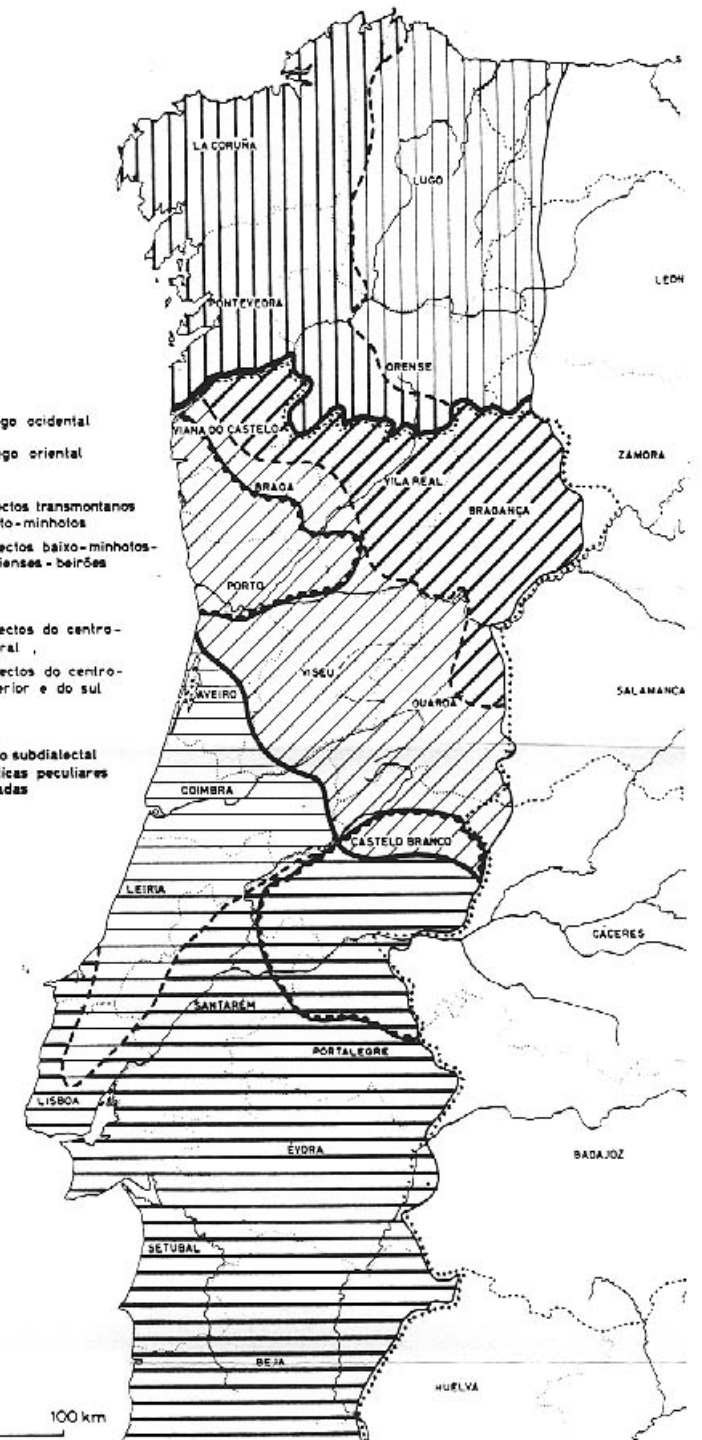 LA CORUÑA
LUGO
LEON
PONTEVEDRA
ORENSE
go ocidental
go oriental
VIANA DO CASTELO
ZAMORA
BRAGA
VILA REAL
BRAGANÇA
ectos transmontanos
to-minhotos
ectos baixo-minhotos-
ienses - beirões
PORTO
ectos do centro-
ral ,
ectos do centro-
erior e do sul
VISEU
AVEIRO
GUARDA
SALAMANCA
o subdialectal
icas peculiares
adas
COIMBRA
CASTELO BRANCO
LEIRIA
CÁCERES
SANTARÉM
PORTALEGRE
LISBOA
ÉVORA
BADAJOZ
SETUBAL
BEJA
HUELVA
100 km